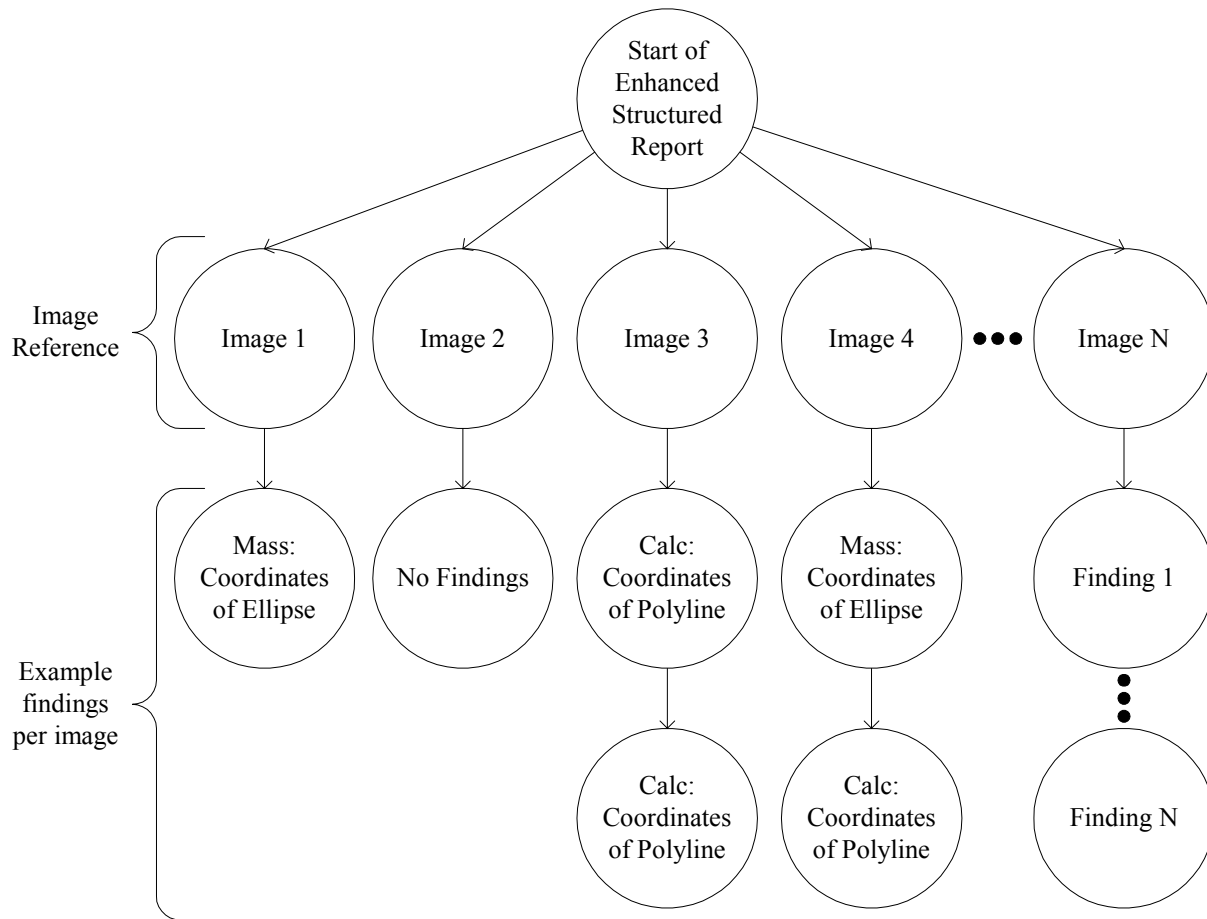 Start of
Enhanced
Structured
Report
Image
Reference
Image 1
Image 2
Image 3
Image 4
Image N
Example
findings
per image
Mass:
Coordinates
of Ellipse
No Findings
Calc:
Coordinates
of Polyline
Mass:
Coordinates
of Ellipse
Finding 1
Calc:
Coordinates
of Polyline
Calc:
Coordinates
of Polyline
Finding N